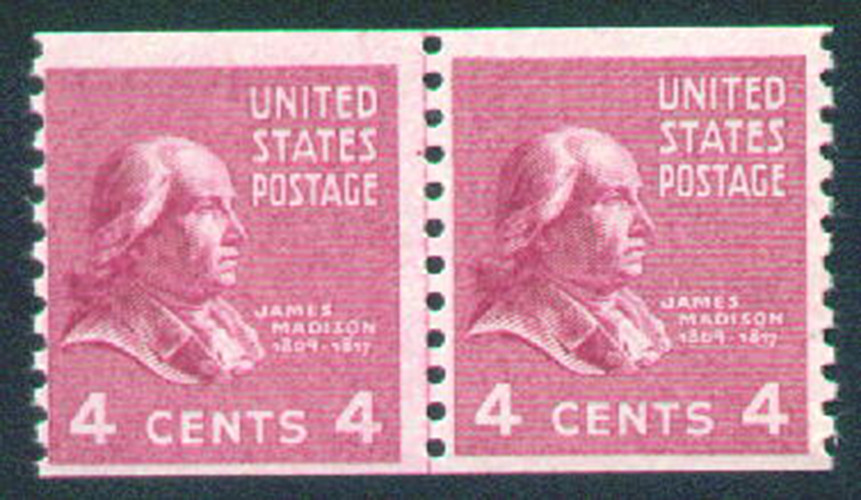 UNITED
STATES
POSTAGE
JAMES
MADISON
1809-1817
4 CENTS 4
UNITED
STATES
POSTAGE
JAMES
MADISON
1809-1817
4 CENTS 4